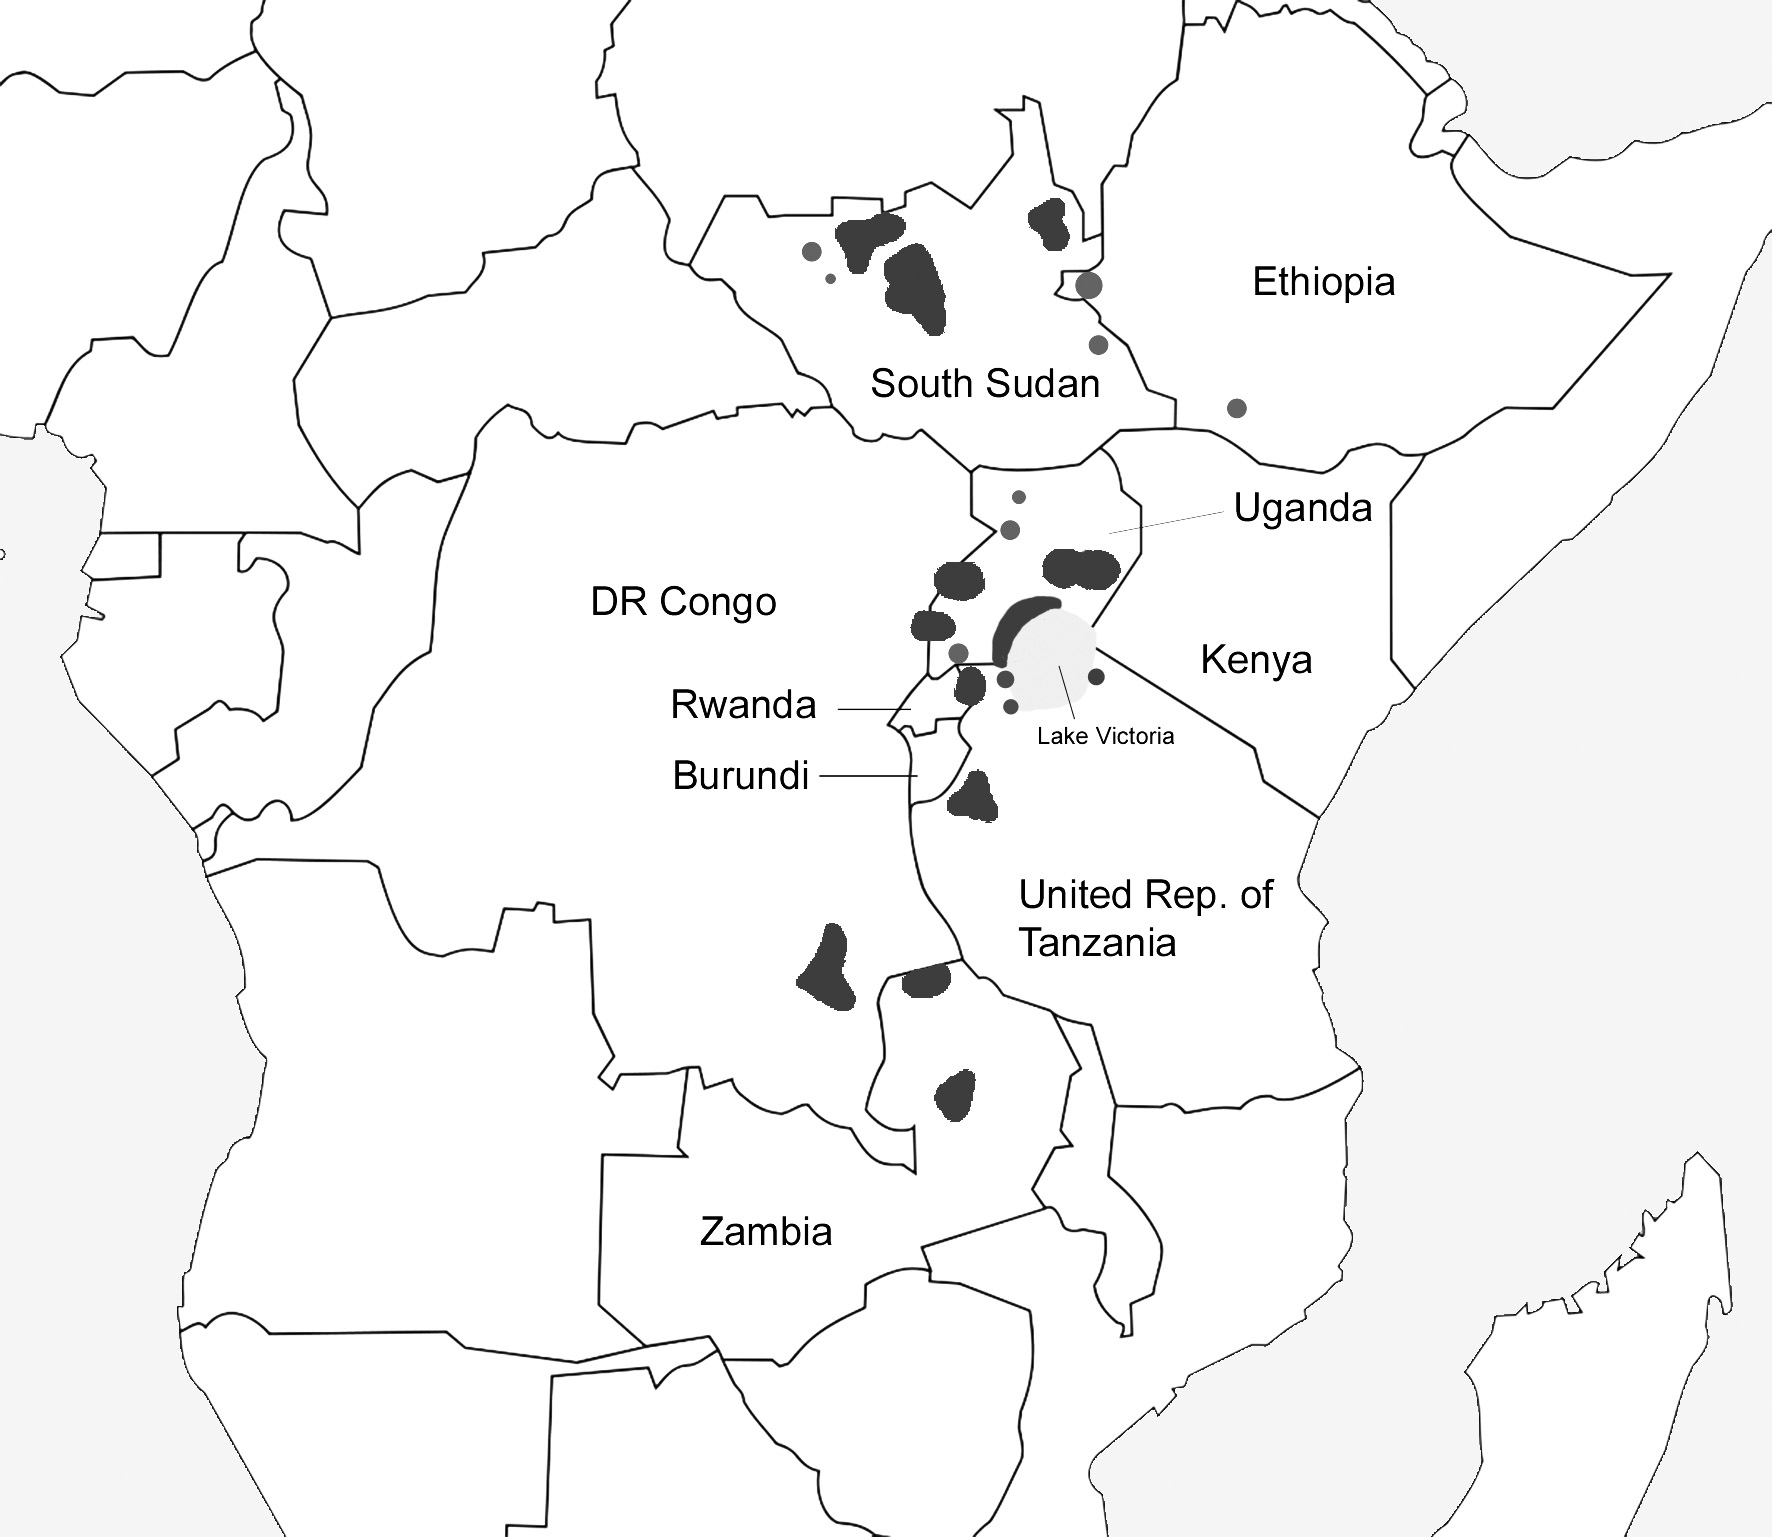 Ethiopia
South Sudan
Uganda
DR Congo
Kenya
Rwanda
Lake Victoria
Burundi
United Rep. of
Tanzania
Zambia